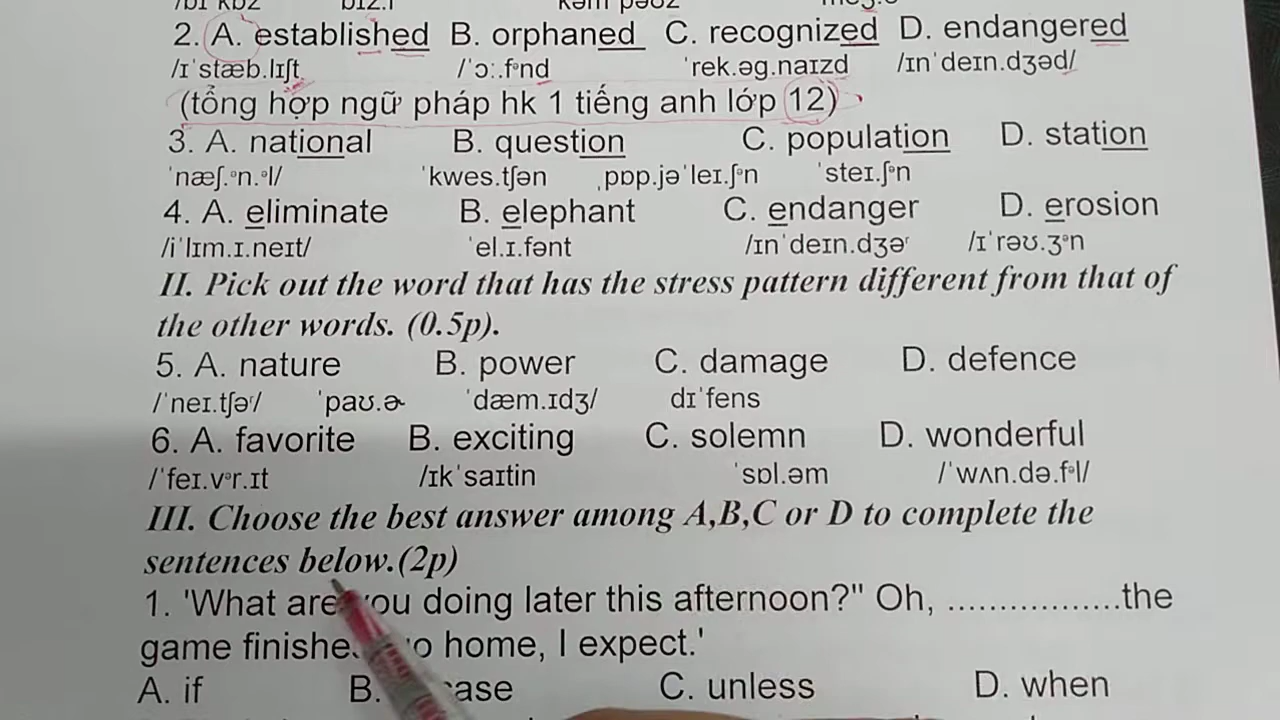 2. A. established B. orphaned C. recognized D. endangered
/ɪˈstæb.lɪʃt /ˈɔː.fᵊnd ˈrek.əg.naɪzd /ɪnˈdeɪn.dʒəd/
(tổng hợp ngữ pháp hk 1 tiếng anh lớp 12)
3. A. national B. question C. population D. station
ˈnæʃ.ᵊn.ᵊl/ ˈkwes.tʃən ˌpɒp.jəˈleɪ.ʃᵊn ˈsteɪ.ʃᵊn
4. A. eliminate B. elephant C. endanger D. erosion
/iˈlɪm.ɪ.neɪt/ ˈel.ɪ.fənt /ɪnˈdeɪn.dʒəʳ /ɪˈrəʊ.ʒᵊn
II. Pick out the word that has the stress pattern different from that of
the other words. (0.5p).
5. A. nature B. power C. damage D. defence
/ˈneɪ.tʃəʳ/ ˈpaʊ.ɚ ˈdæm.ɪdʒ/ dɪˈfens
6. A. favorite B. exciting C. solemn D. wonderful
/ˈfeɪ.vᵊr.ɪt /ɪkˈsaɪtin ˈsɒl.əm /ˈwʌn.də.fᵊl/
III. Choose the best answer among A,B,C or D to complete the
sentences below.(2p)
1. 'What are you doing later this afternoon?" Oh, .................the
game home, I expect.'
A. if B. C. unless D. when